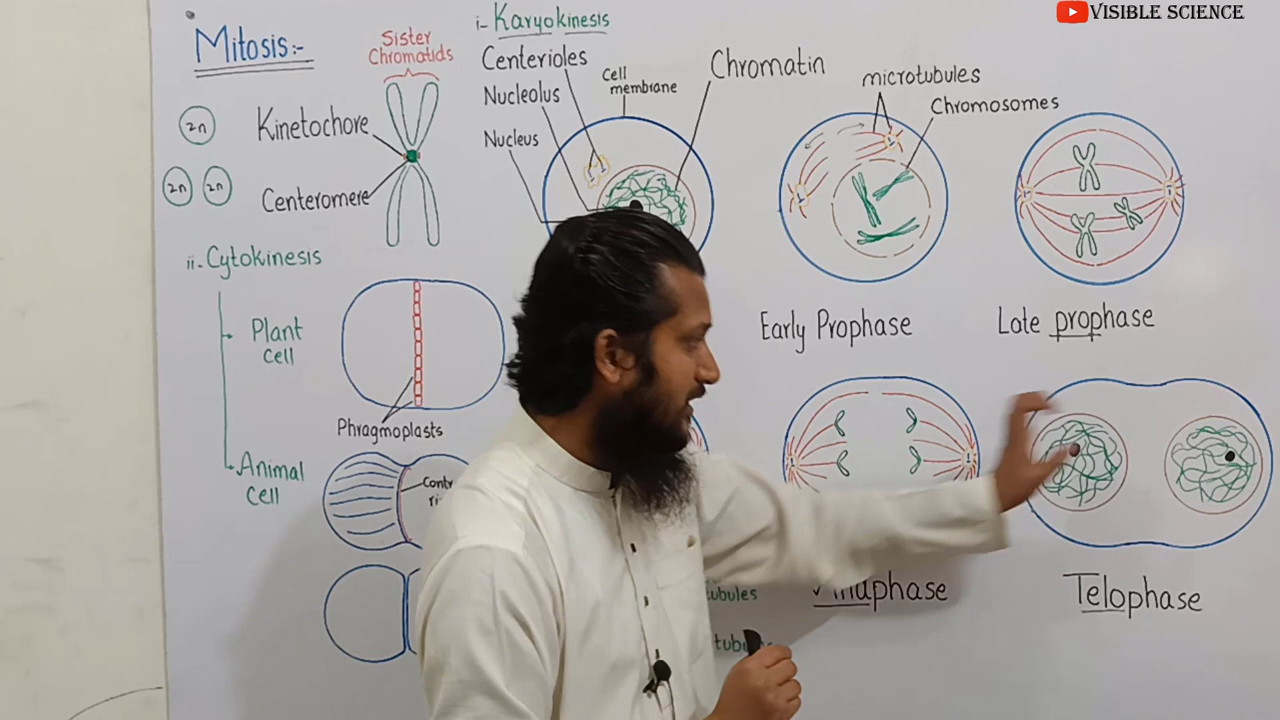 VISIBLE SCIENCE
Mitosis:-
Sister
Chromatids
i- Karyokinesis
Centerioles
Nucleolus
Nucleus
Cell
membrane
Chromatin
microtubules
Chromosomes
2n
Kinetochore
2n 2n
Centeromere
ii- Cytokinesis
Early Prophase
Late prophase
Plant
cell
Phragmoplasts
Animal
cell
Telophase